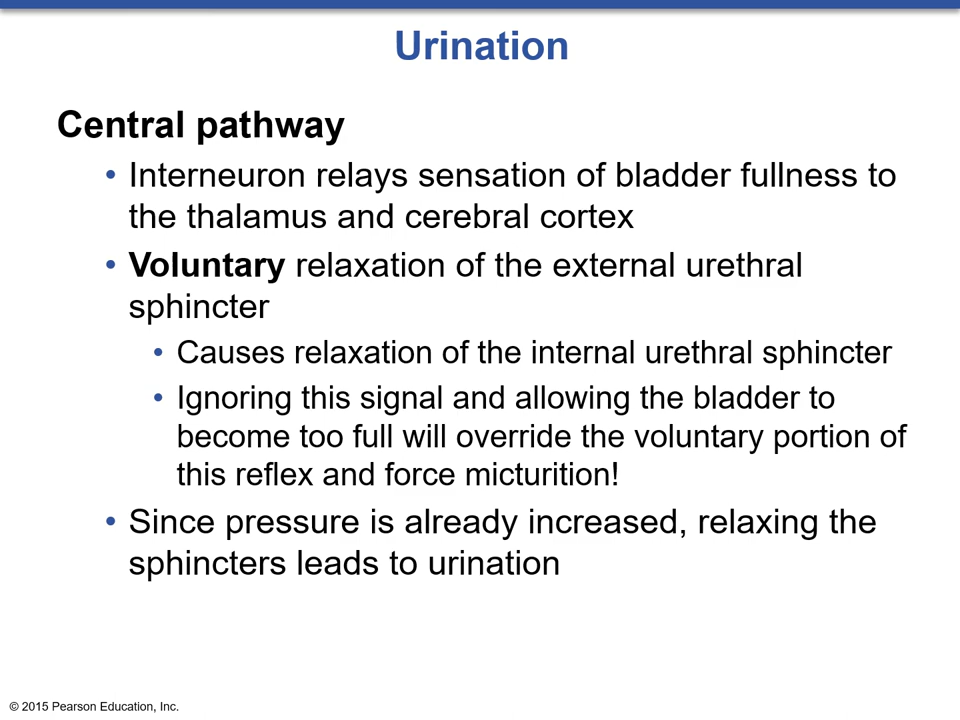 Urination
Central pathway
• Interneuron relays sensation of bladder fullness to
the thalamus and cerebral cortex
• Voluntary relaxation of the external urethral
sphincter
• Causes relaxation of the internal urethral sphincter
• Ignoring this signal and allowing the bladder to
become too full will override the voluntary portion of
this reflex and force micturition!
• Since pressure is already increased, relaxing the
sphincters leads to urination
© 2015 Pearson Education, Inc.